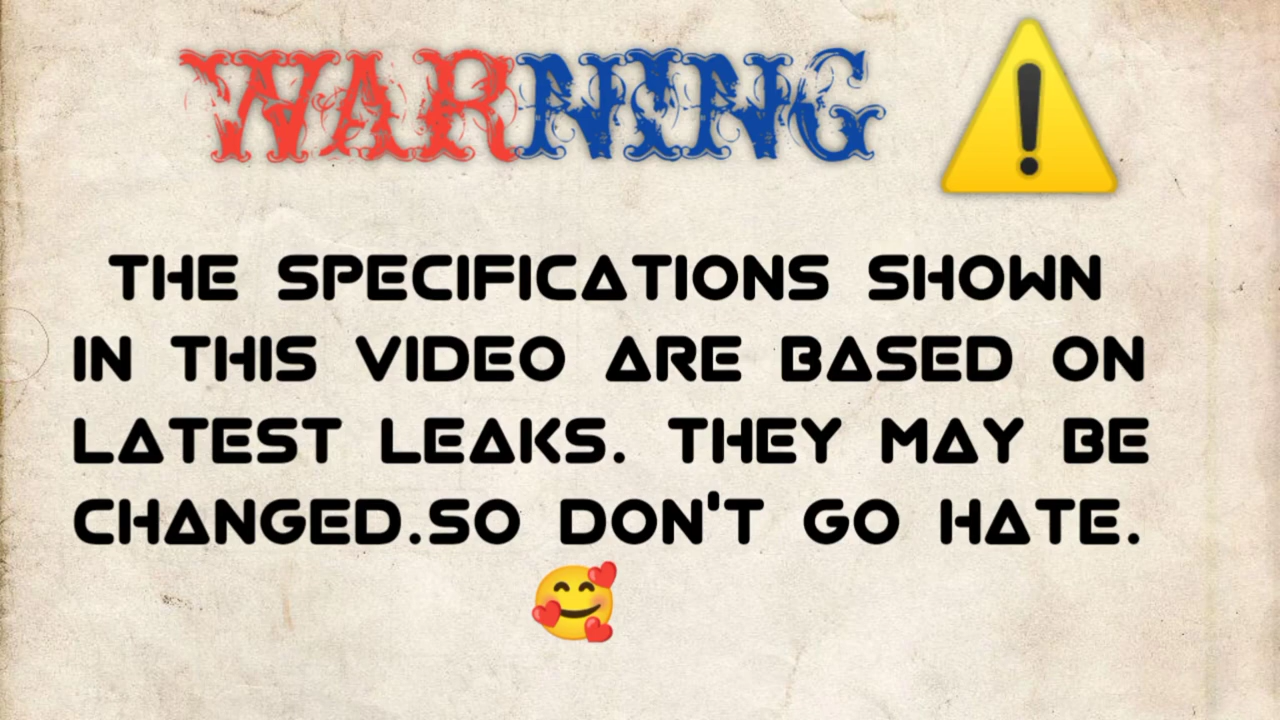 WARNING ⚠️
THE SPECIFICATIONS SHOWN
IN THIS VIDEO ARE BASED ON
LATEST LEAKS. THEY MAY BE
CHANGED.SO DON'T GO HATE.
🥰